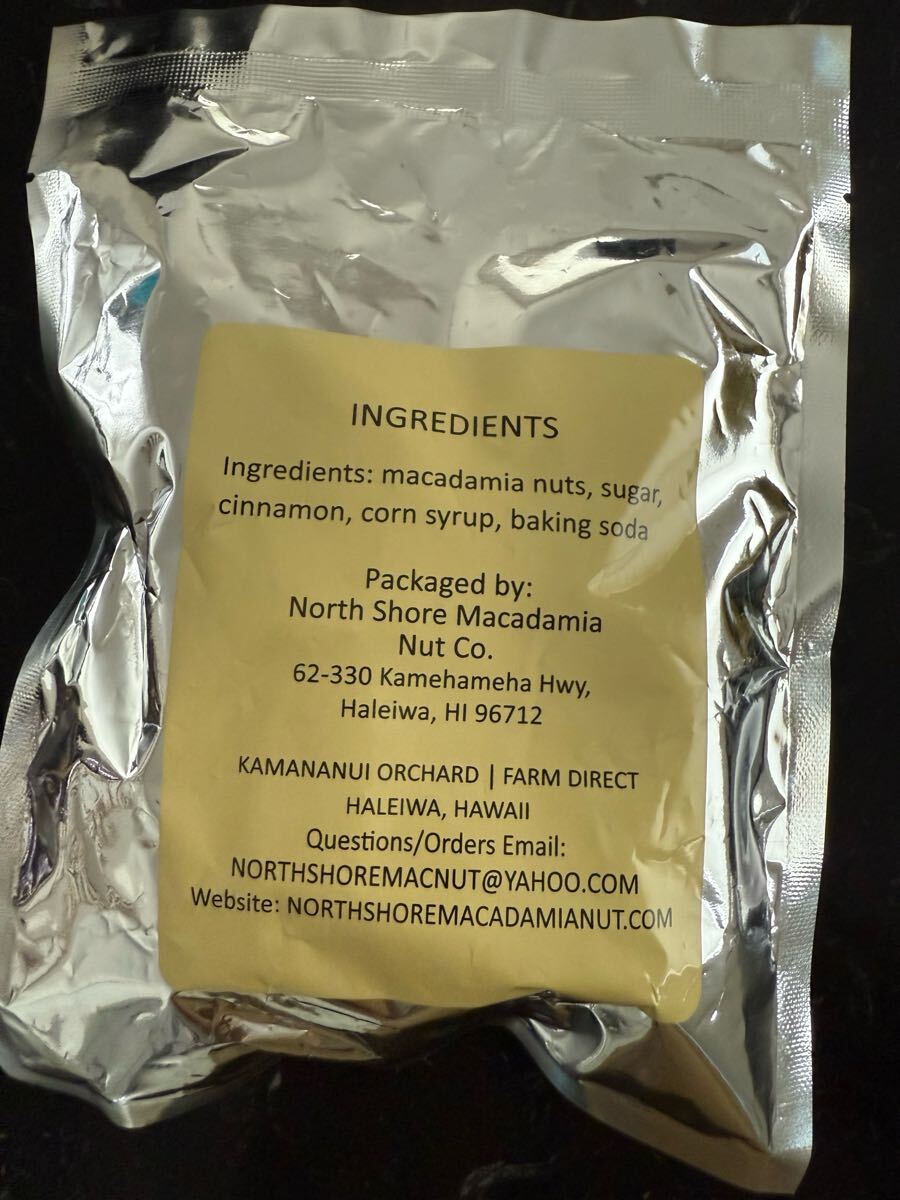 INGREDIENTS
Ingredients: macadamia nuts, sugar,
cinnamon, corn syrup, baking soda
Packaged by:
North Shore Macadamia
Nut Co.
62-330 Kamehameha Hwy,
Haleiwa, HI 96712
KAMANANUI ORCHARD | FARM DIRECT
HALEIWA, HAWAII
Questions/Orders Email:
NORTHSHOREMACNUT@YAHOO.COM
Website: NORTHSHOREMACADAMIANUT.COM